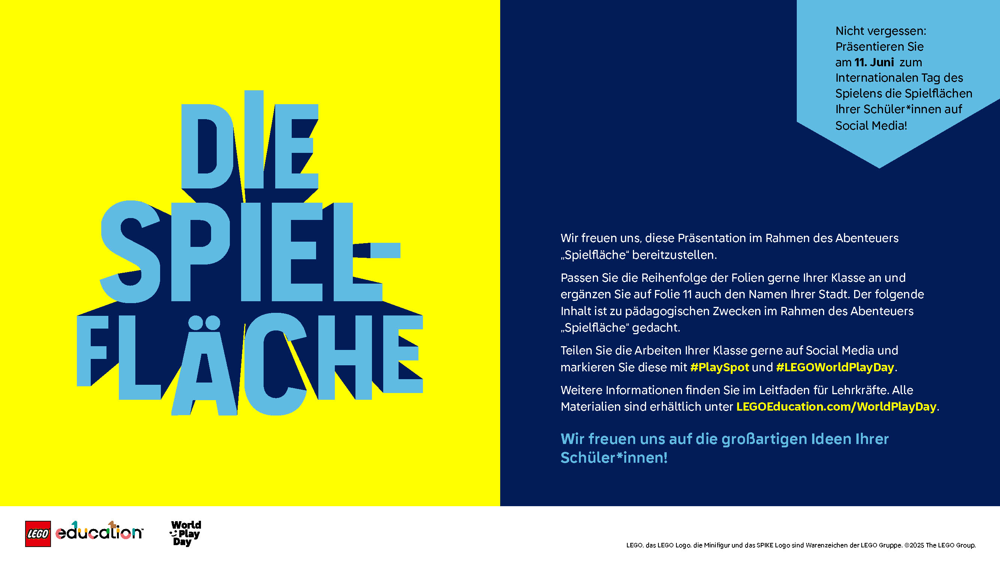 DIE
SPIEL-
FLÄCHE
Nicht vergessen:
Präsentieren Sie
am 11. Juni zum
Internationalen Tag des
Spielens die Spielflächen
Ihrer Schüler*innen auf
Social Media!
Wir freuen uns, diese Präsentation im Rahmen des Abenteuers
„Spielfläche“ bereitzustellen.
Passen Sie die Reihenfolge der Folien gerne Ihrer Klasse an und
ergänzen Sie auf Folie 11 auch den Namen Ihrer Stadt. Der folgende
Inhalt ist zu pädagogischen Zwecken im Rahmen des Abenteuers
„Spielfläche“ gedacht.
Teilen Sie die Arbeiten Ihrer Klasse gerne auf Social Media und
markieren Sie diese mit #PlaySpot und #LEGOWorldPlayDay.
Weitere Informationen finden Sie im Leitfaden für Lehrkräfte. Alle
Materialien sind erhältlich unter LEGOEducation.com/WorldPlayDay.
Wir freuen uns auf die großartigen Ideen Ihrer
Schüler*innen!
LEGO education™
World
Play
Day
LEGO, das LEGO Logo, die Minifigur und das SPIKE Logo sind Warenzeichen der LEGO Gruppe. ©2025 The LEGO Group.